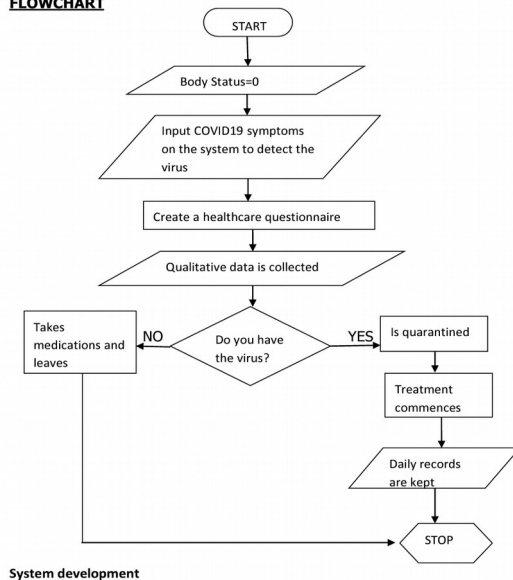 FLOWCHART
START
Body Status=0
Input COVID19 symptoms
on the system to detect the
virus
Create a healthcare questionnaire
Qualitative data is collected
Takes
medications and
leaves
NO
Do you have
the virus?
YES
Is quarantined
Treatment
commences
Daily records
are kept
STOP
System development